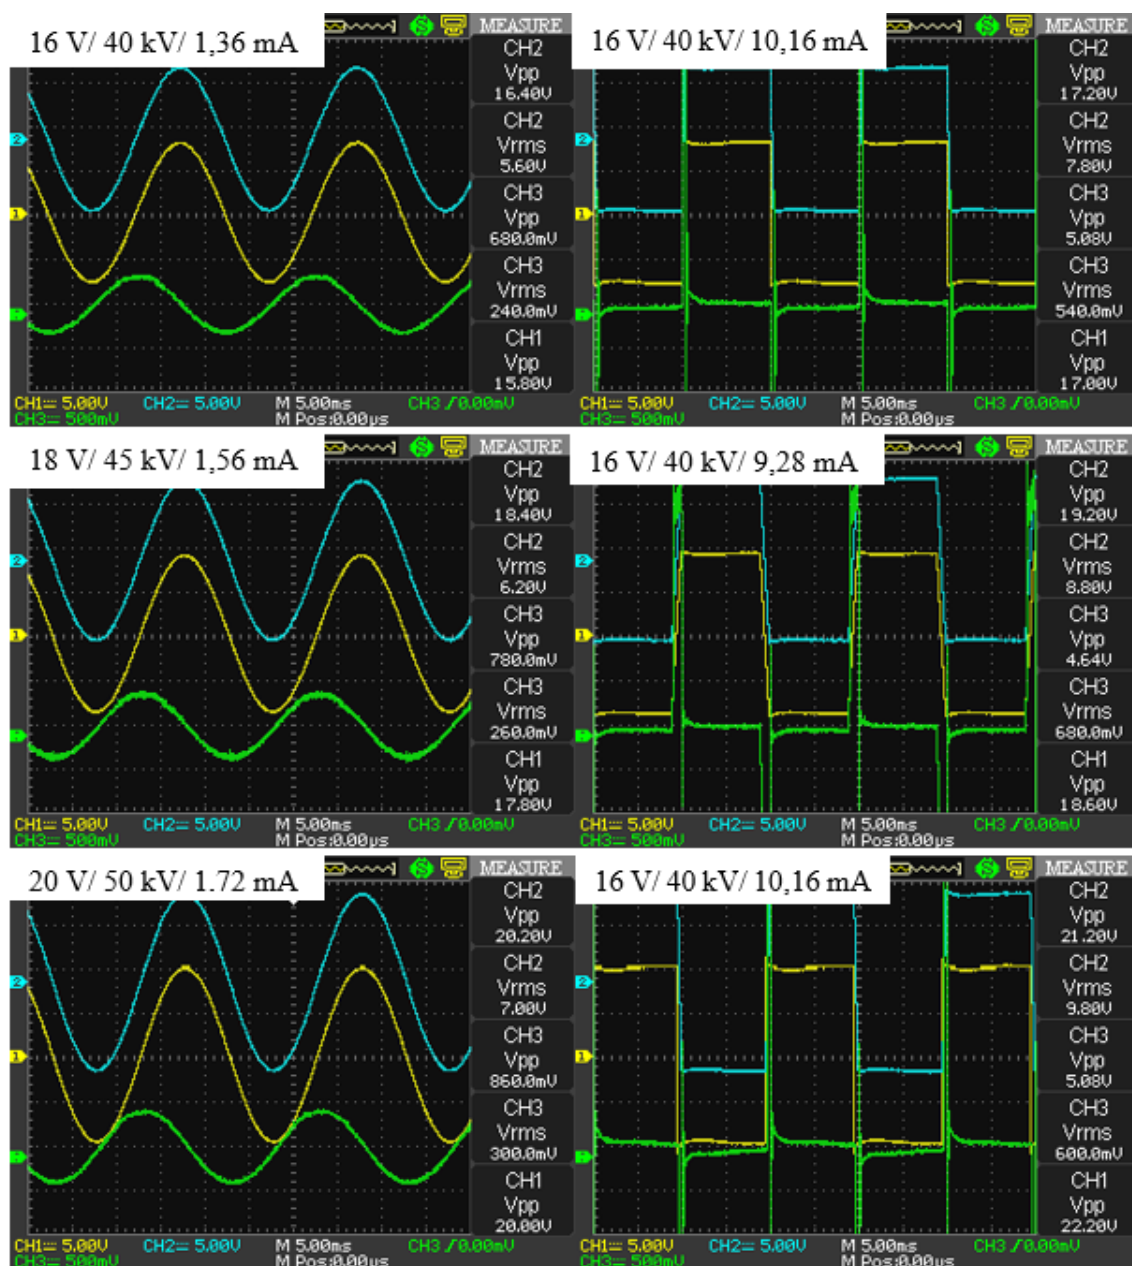 16 V/ 40 kV/ 1,36 mA
MEASURE
CH2
Vpp
16.40V
CH2
Vrms
5.60V
CH3
Vpp
680.0mV
CH3
Vrms
240.0mV
CH1
Vpp
15.80V
2
1
CH1 5.00V CH2 5.00V M 5.00ms CH3 0.00mV
CH3 500mV M Pos:0.00µs
16 V/ 40 kV/ 10,16 mA
MEASURE
CH2
Vpp
17.20V
CH2
Vrms
7.80V
CH3
Vpp
5.08V
CH3
Vrms
540.0mV
CH1
Vpp
17.00V
2
1
CH1 5.00V CH2 5.00V M 5.00ms CH3 0.00mV
CH3 500mV M Pos:0.00µs
18 V/ 45 kV/ 1,56 mA
MEASURE
CH2
Vpp
18.40V
CH2
Vrms
6.20V
CH3
Vpp
780.0mV
CH3
Vrms
260.0mV
CH1
Vpp
17.80V
2
1
CH1 5.00V CH2 5.00V M 5.00ms CH3 0.00mV
CH3 500mV M Pos:0.00µs
16 V/ 40 kV/ 9,28 mA
MEASURE
CH2
Vpp
19.20V
CH2
Vrms
8.80V
CH3
Vpp
4.64V
CH3
Vrms
680.0mV
CH1
Vpp
18.60V
2
1
CH1 5.00V CH2 5.00V M 5.00ms CH3 0.00mV
CH3 500mV M Pos:0.00µs
20 V/ 50 kV/ 1.72 mA
MEASURE
CH2
Vpp
20.20V
CH2
Vrms
7.00V
CH3
Vpp
860.0mV
CH3
Vrms
300.0mV
CH1
Vpp
20.00V
2
1
CH1 5.00V CH2 5.00V M 5.00ms CH3 0.00mV
CH3 500mV M Pos:0.00µs
16 V/ 40 kV/ 10,16 mA
MEASURE
CH2
Vpp
21.20V
CH2
Vrms
9.80V
CH3
Vpp
5.08V
CH3
Vrms
600.0mV
CH1
Vpp
22.20V
2
1
CH1 5.00V CH2 5.00V M 5.00ms CH3 0.00mV
CH3 500mV M Pos:0.00µs